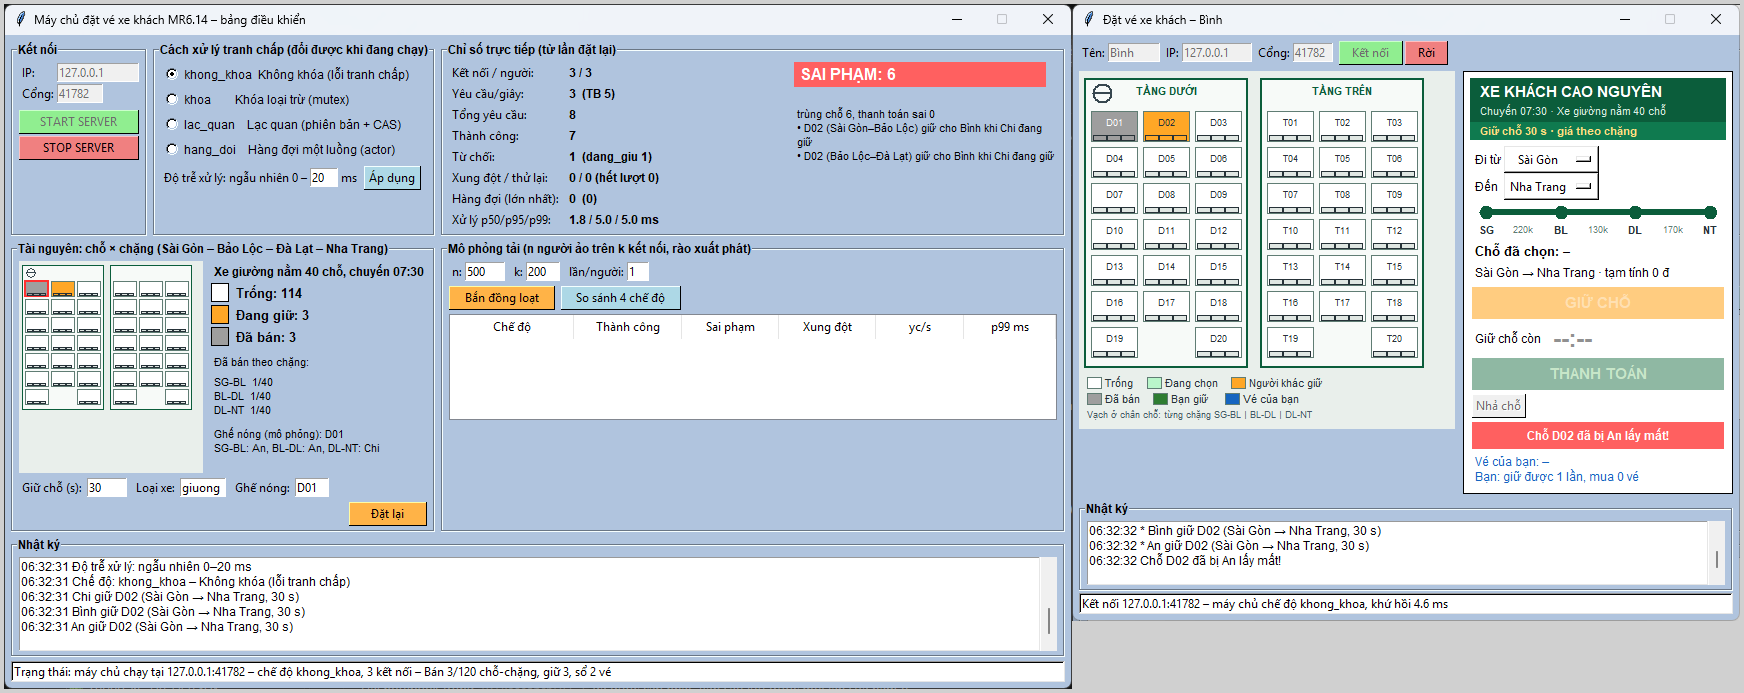 Máy chủ đặt vé xe khách MR6.14 – bảng điều khiển
Kết nối
IP: 127.0.0.1
Cổng: 41782
START SERVER
STOP SERVER
Cách xử lý tranh chấp (đổi được khi đang chạy)
khong_khoa Không khóa (lỗi tranh chấp)
khoa Khóa loại trừ (mutex)
lac_quan Lạc quan (phiên bản + CAS)
hang_doi Hàng đợi một luồng (actor)
Độ trễ xử lý: ngẫu nhiên 0 – 20 ms Áp dụng
Chỉ số trực tiếp (từ lần đặt lại)
Kết nối / người: 3 / 3
Yêu cầu/giây: 3 (TB 5)
Tổng yêu cầu: 8
Thành công: 7
Từ chối: 1 (dang_giu 1)
Xung đột / thử lại: 0 / 0 (hết lượt 0)
Hàng đợi (lớn nhất): 0 (0)
Xử lý p50/p95/p99: 1.8 / 5.0 / 5.0 ms
SAI PHẠM: 6
trùng chỗ 6, thanh toán sai 0
• D02 (Sài Gòn–Bảo Lộc) giữ cho Bình khi Chi đang
giữ
• D02 (Bảo Lộc–Đà Lạt) giữ cho Bình khi Chi đang giữ
Tài nguyên: chỗ × chặng (Sài Gòn – Bảo Lộc – Đà Lạt – Nha Trang)
Xe giường nằm 40 chỗ, chuyến 07:30
Trống: 114
Đang giữ: 3
Đã bán: 3
Đã bán theo chặng:
SG-BL 1/40
BL-DL 1/40
DL-NT 1/40
Ghế nóng (mô phỏng): D01
SG-BL: An, BL-DL: An, DL-NT: Chi
Giữ chỗ (s): 30 Loại xe: giuong Ghế nóng: D01
Đặt lại
Mô phỏng tải (n người ảo trên k kết nối, rào xuất phát)
n: 500 k: 200 lần/người: 1
Bắn đồng loạt So sánh 4 chế độ
Chế độ Thành công Sai phạm Xung đột yc/s p99 ms
Nhật ký
06:32:31 Độ trễ xử lý: ngẫu nhiên 0–20 ms
06:32:31 Chế độ: khong_khoa – Không khóa (lỗi tranh chấp)
06:32:31 Chi giữ D02 (Sài Gòn → Nha Trang, 30 s)
06:32:31 Bình giữ D02 (Sài Gòn → Nha Trang, 30 s)
06:32:31 An giữ D02 (Sài Gòn → Nha Trang, 30 s)
Trạng thái: máy chủ chạy tại 127.0.0.1:41782 – chế độ khong_khoa, 3 kết nối – Bán 3/120 chỗ-chặng, giữ 3, sổ 2 vé
Đặt vé xe khách – Bình
Tên: Bình IP: 127.0.0.1 Cổng: 41782 Kết nối Rời
TẦNG DƯỚI TẦNG TRÊN
D01 D02 D03 T01 T02 T03
D04 D05 D06 T04 T05 T06
D07 D08 D09 T07 T08 T09
D10 D11 D12 T10 T11 T12
D13 D14 D15 T13 T14 T15
D16 D17 D18 T16 T17 T18
D19 D20 T19 T20
Trống Đang chọn Người khác giữ
Đã bán Bạn giữ Vé của bạn
Vạch ở chân chỗ: từng chặng SG-BL | BL-DL | DL-NT
XE KHÁCH CAO NGUYÊN
Chuyến 07:30 · Xe giường nằm 40 chỗ
Giữ chỗ 30 s · giá theo chặng
Đi từ Sài Gòn
Đến Nha Trang
SG 220k BL 130k DL 170k NT
Chỗ đã chọn: –
Sài Gòn → Nha Trang · tạm tính 0 đ
GIỮ CHỖ
Giữ chỗ còn --:--
THANH TOÁN
Nhả chỗ
Chỗ D02 đã bị An lấy mất!
Vé của bạn: –
Bạn: giữ được 1 lần, mua 0 vé
Nhật ký
06:32:32 * Bình giữ D02 (Sài Gòn → Nha Trang, 30 s)
06:32:32 * An giữ D02 (Sài Gòn → Nha Trang, 30 s)
06:32:32 Chỗ D02 đã bị An lấy mất!
Kết nối 127.0.0.1:41782 – máy chủ chế độ khong_khoa, khứ hồi 4.6 ms